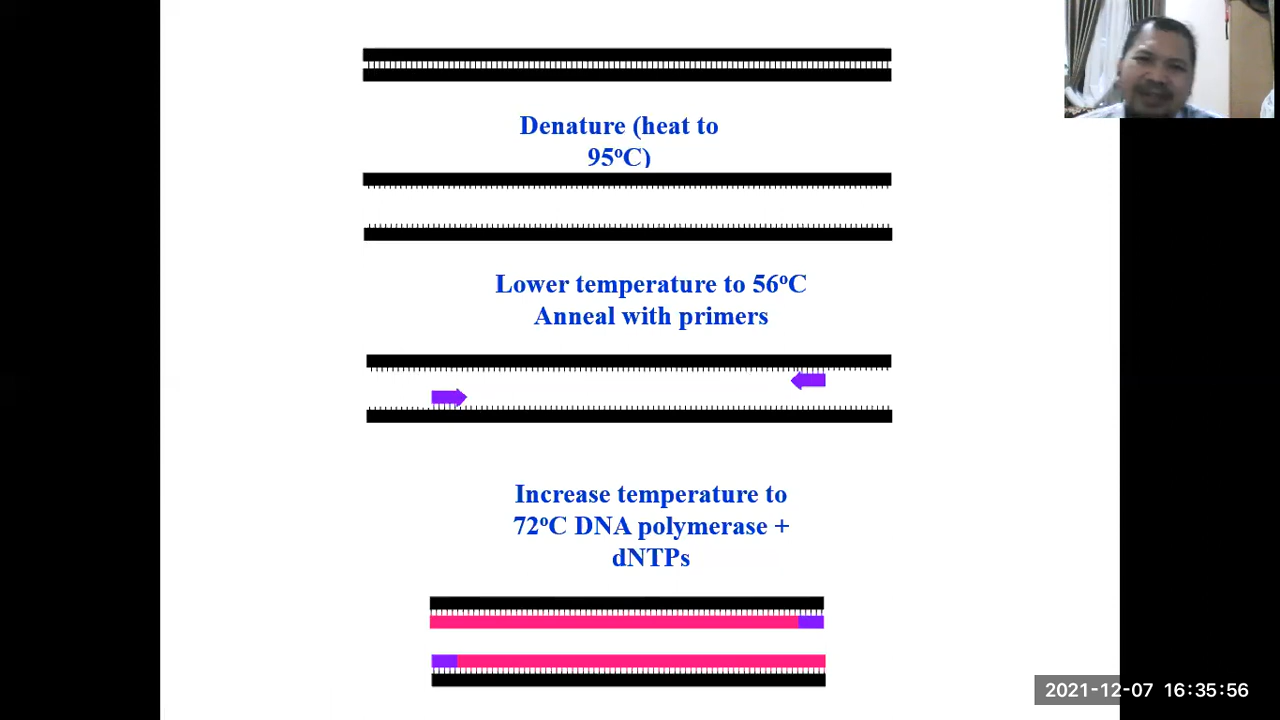 Denature (heat to
95ºC)
Lower temperature to 56ºC
Anneal with primers
Increase temperature to
72ºC DNA polymerase +
dNTPs
2021-12-07 16:35:56